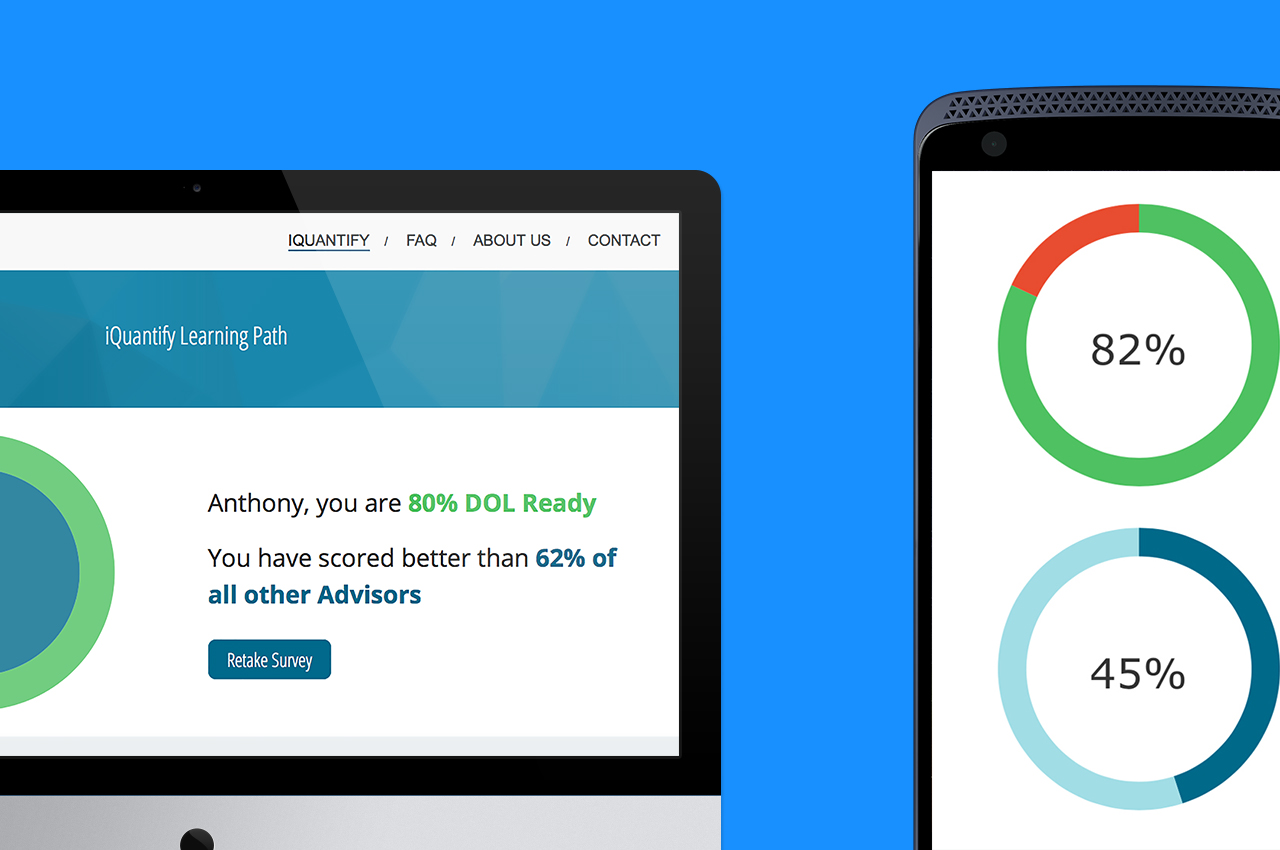 IQUANTIFY / FAQ / ABOUT US / CONTACT
iQuantify Learning Path
Anthony, you are 80% DOL Ready
You have scored better than 62% of
all other Advisors
Retake Survey
82%
45%